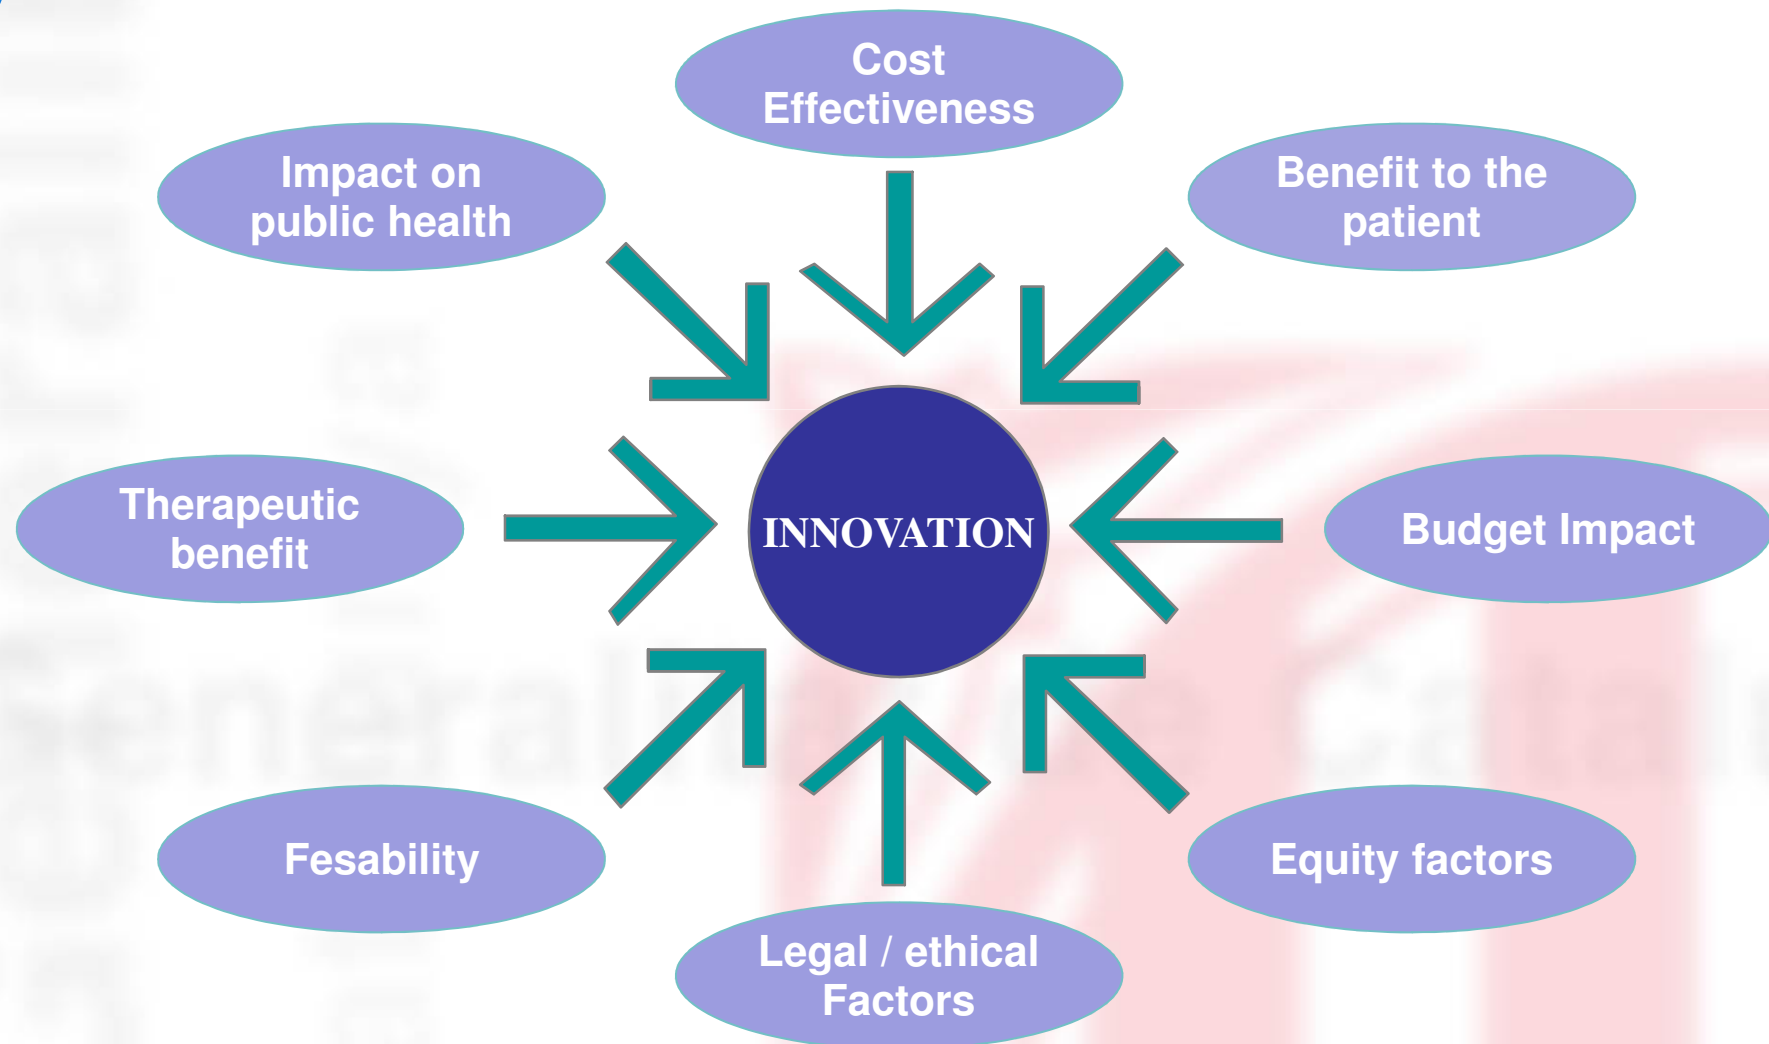 Cost
Effectiveness
Impact on
public health
Benefit to the
patient
Therapeutic
benefit
INNOVATION
Budget Impact
Fesability
Equity factors
Legal / ethical
Factors